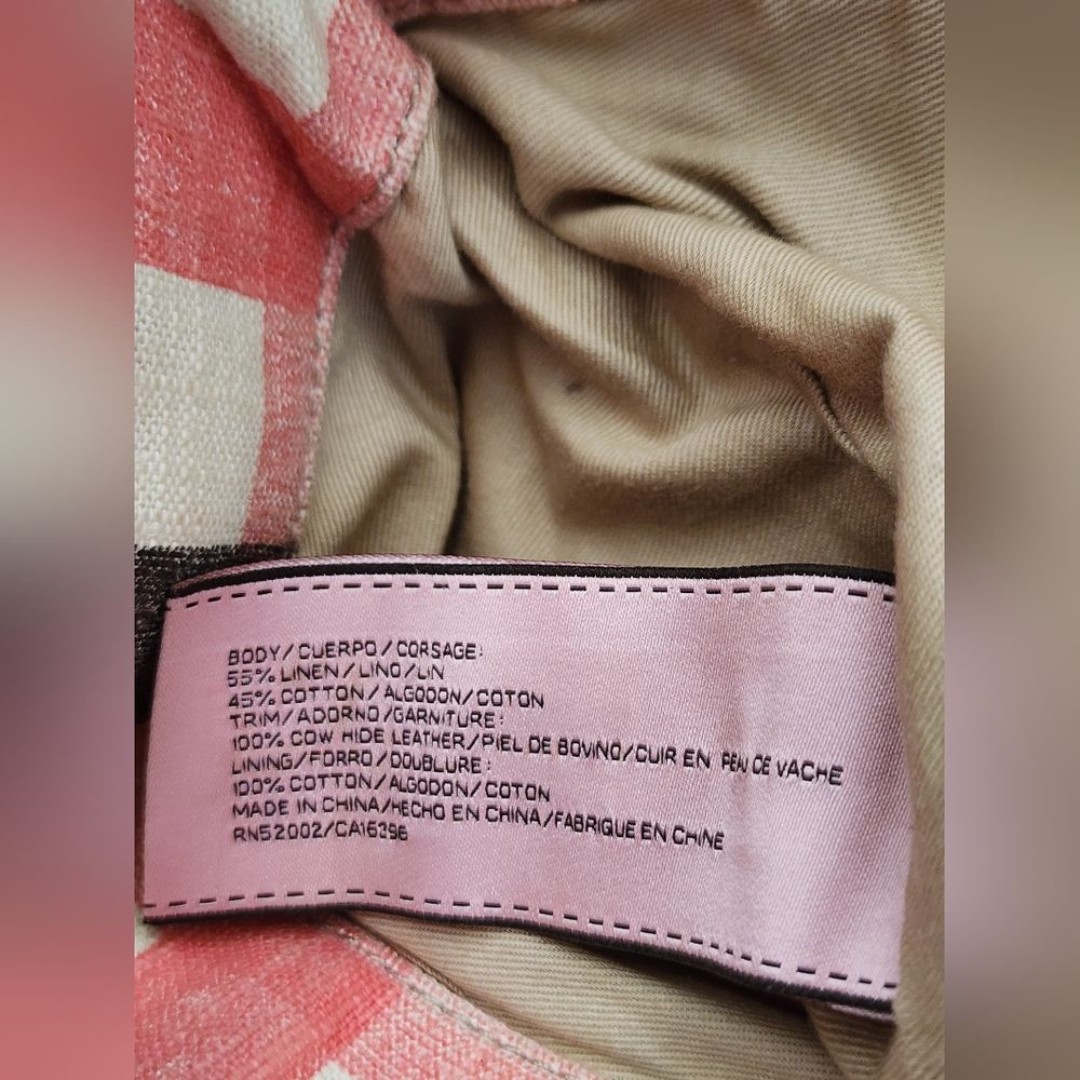 BODY/CUERPO/CORSAGE:
55% LINEN/LINO/LIN
45% COTTON/ALGODON/COTON
TRIM/ADORNO/GARNITURE:
100% COW HIDE LEATHER/PIEL DE BOVINO/CUIR EN PEAU DE VACHE
LINING/FORRO/DOUBLURE:
100% COTTON/ALGODON/COTON
MADE IN CHINA/HECHO EN CHINA/FABRIQUE EN CHINE
RN52002/CA16396